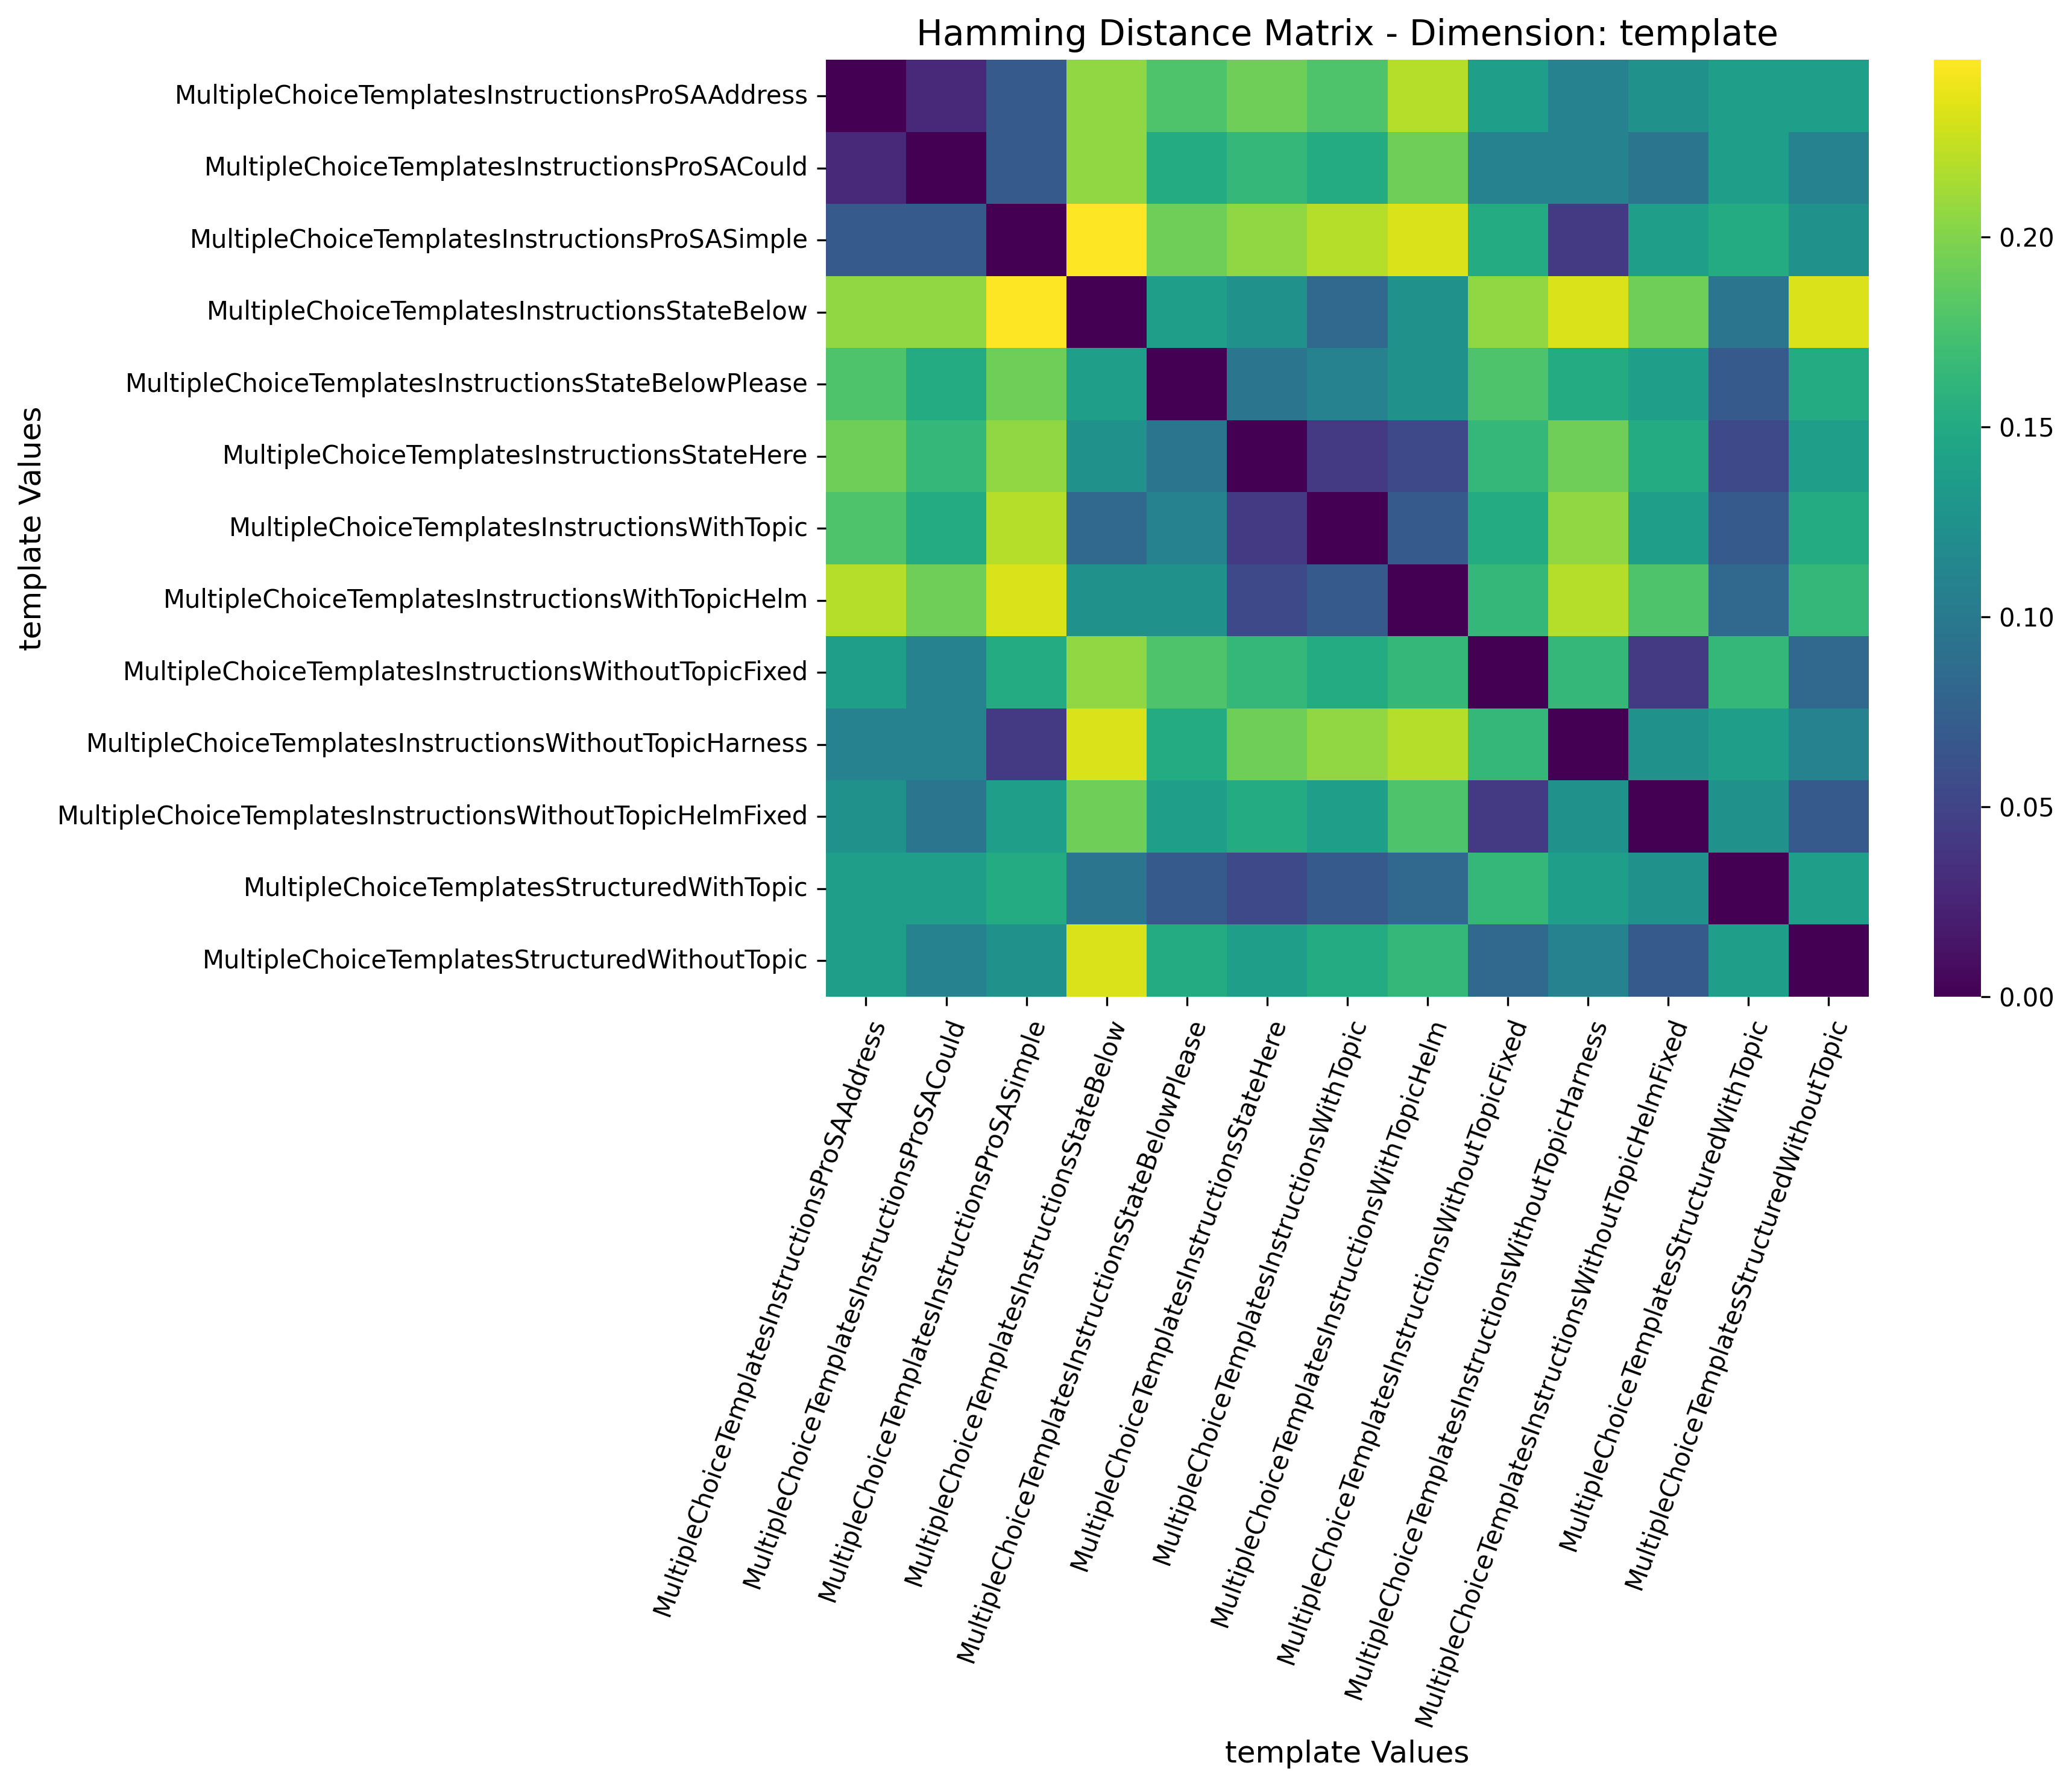 Hamming Distance Matrix - Dimension: template
template Values
MultipleChoiceTemplatesInstructionsProSAAddress
MultipleChoiceTemplatesInstructionsProSACould
MultipleChoiceTemplatesInstructionsProSASimple
MultipleChoiceTemplatesInstructionsStateBelow
MultipleChoiceTemplatesInstructionsStateBelowPlease
MultipleChoiceTemplatesInstructionsStateHere
MultipleChoiceTemplatesInstructionsWithTopic
MultipleChoiceTemplatesInstructionsWithTopicHelm
MultipleChoiceTemplatesInstructionsWithoutTopicFixed
MultipleChoiceTemplatesInstructionsWithoutTopicHarness
MultipleChoiceTemplatesInstructionsWithoutTopicHelmFixed
MultipleChoiceTemplatesStructuredWithTopic
MultipleChoiceTemplatesStructuredWithoutTopic
0.20
0.15
0.10
0.05
0.00
MultipleChoiceTemplatesInstructionsProSAAddress
MultipleChoiceTemplatesInstructionsProSACould
MultipleChoiceTemplatesInstructionsProSASimple
MultipleChoiceTemplatesInstructionsStateBelow
MultipleChoiceTemplatesInstructionsStateBelowPlease
MultipleChoiceTemplatesInstructionsStateHere
MultipleChoiceTemplatesInstructionsWithTopic
MultipleChoiceTemplatesInstructionsWithTopicHelm
MultipleChoiceTemplatesInstructionsWithoutTopicFixed
MultipleChoiceTemplatesInstructionsWithoutTopicHarness
MultipleChoiceTemplatesInstructionsWithoutTopicHelmFixed
MultipleChoiceTemplatesStructuredWithTopic
MultipleChoiceTemplatesStructuredWithoutTopic
template Values